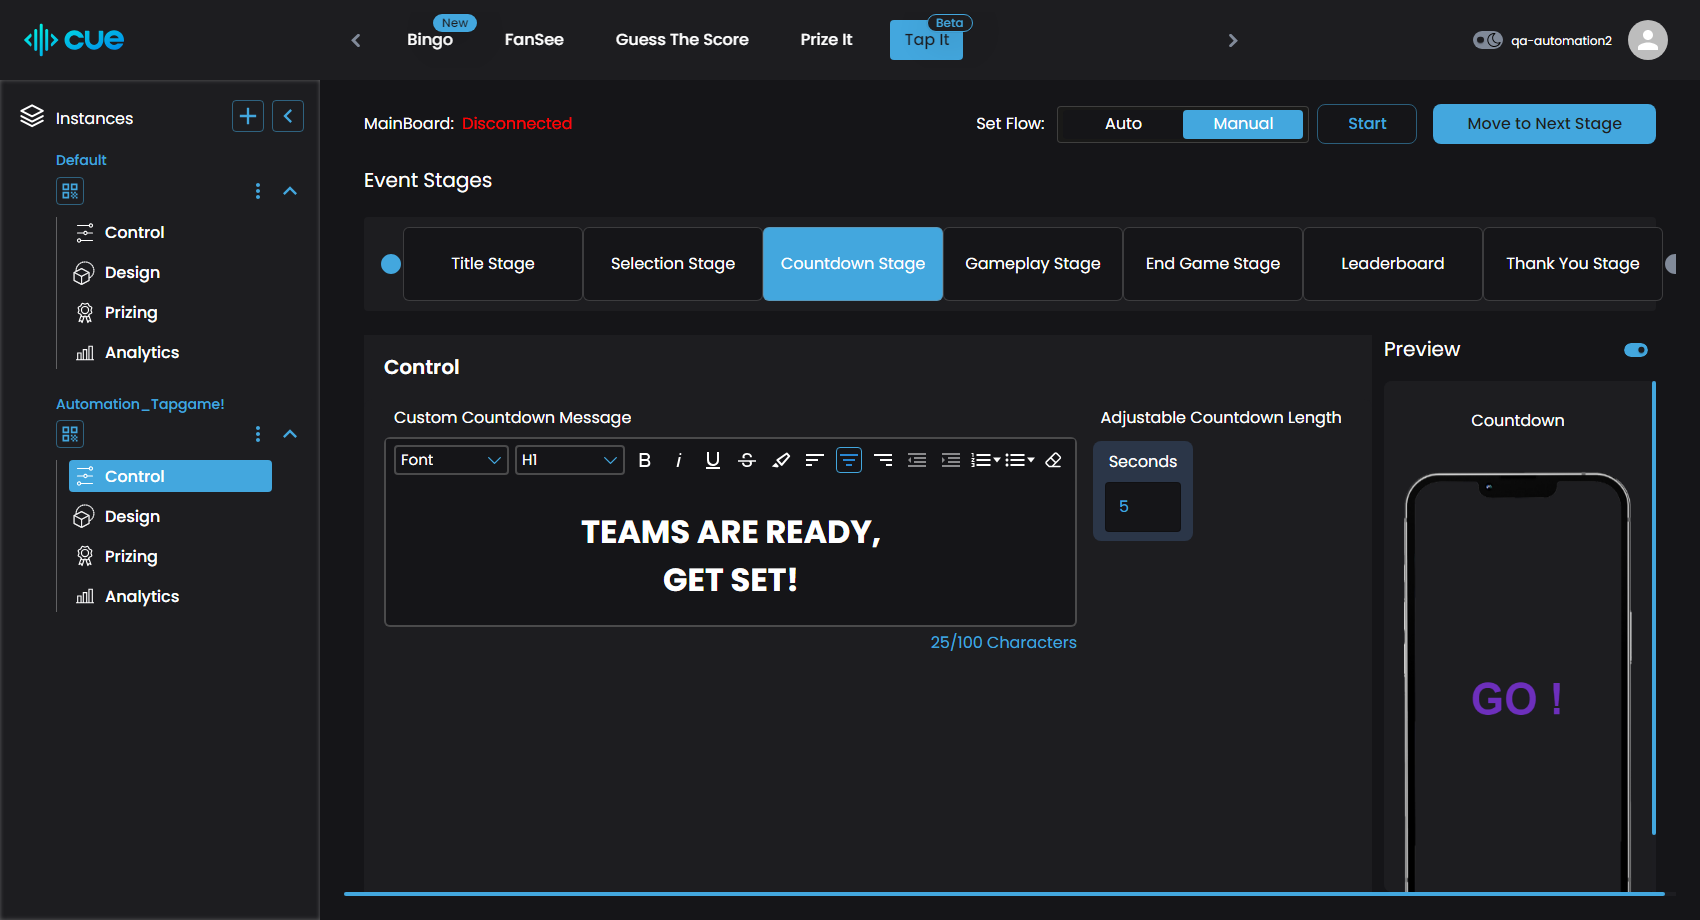 cue
New
Bingo
FanSee
Guess The Score
Prize It
Beta
Tap It
qa-automation2
Instances
Default
Control
Design
Prizing
Analytics
Automation_Tapgame!
Control
Design
Prizing
Analytics
MainBoard: Disconnected
Set Flow:
Auto
Manual
Start
Move to Next Stage
Event Stages
Title Stage
Selection Stage
Countdown Stage
Gameplay Stage
End Game Stage
Leaderboard
Thank You Stage
Control
Custom Countdown Message
Font
H1
B
i
U
S
TEAMS ARE READY,
GET SET!
25/100 Characters
Adjustable Countdown Length
Seconds
5
Preview
Countdown
GO !